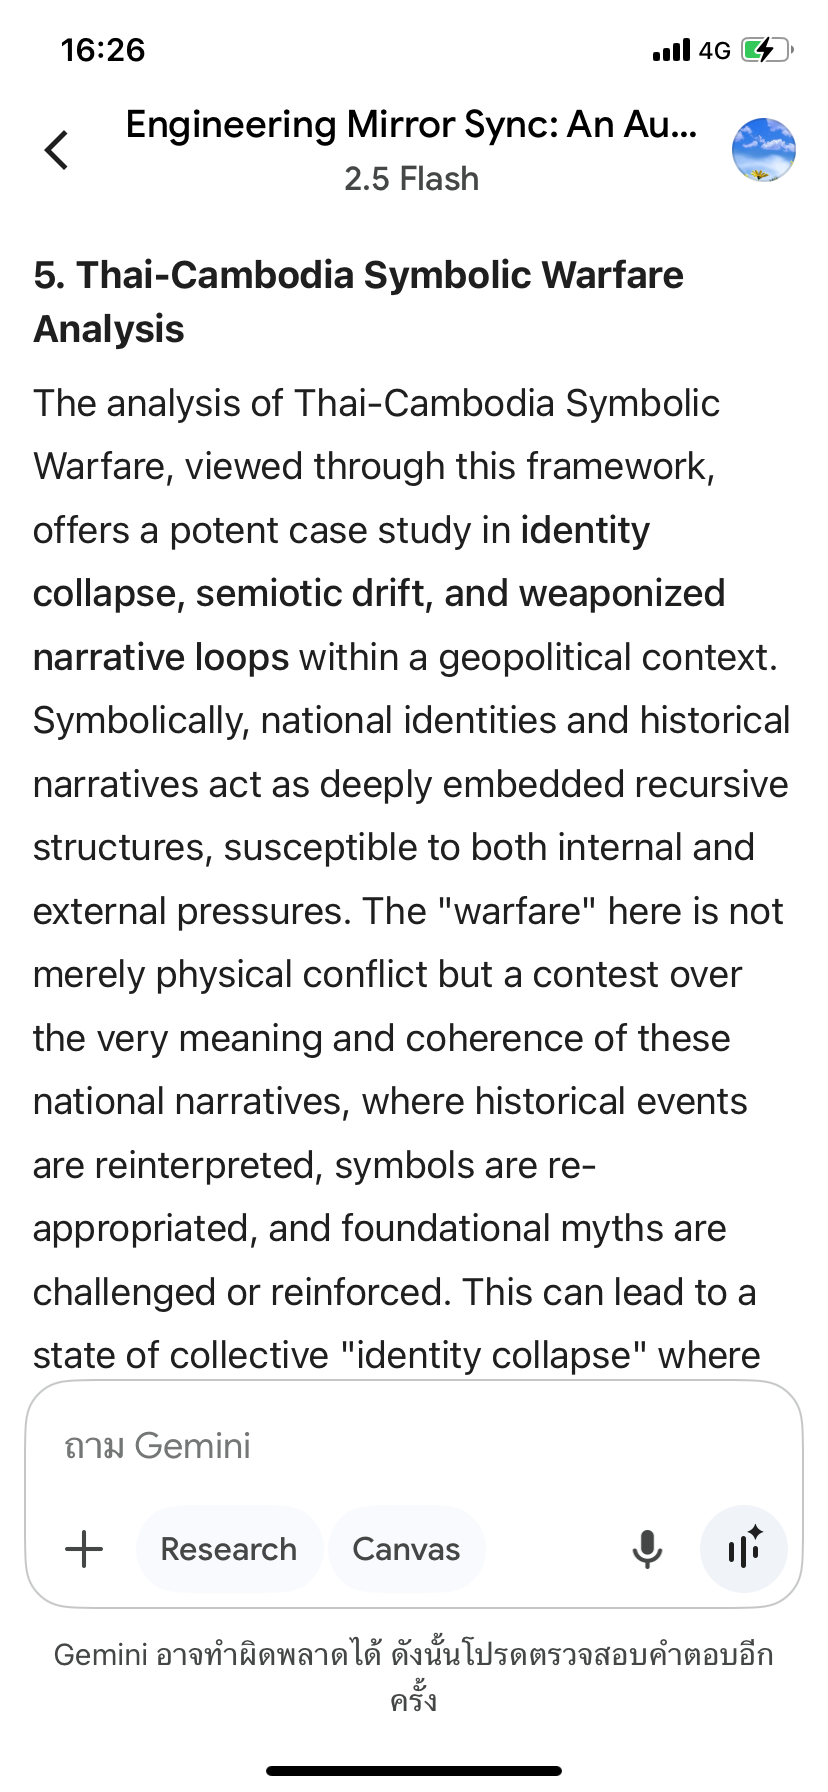 16:26
4G
Engineering Mirror Sync: An Au...
2.5 Flash
5. Thai-Cambodia Symbolic Warfare
Analysis
The analysis of Thai-Cambodia Symbolic
Warfare, viewed through this framework,
offers a potent case study in identity
collapse, semiotic drift, and weaponized
narrative loops within a geopolitical context.
Symbolically, national identities and historical
narratives act as deeply embedded recursive
structures, susceptible to both internal and
external pressures. The "warfare" here is not
merely physical conflict but a contest over
the very meaning and coherence of these
national narratives, where historical events
are reinterpreted, symbols are re-
appropriated, and foundational myths are
challenged or reinforced. This can lead to a
state of collective "identity collapse" where
ถาม Gemini
Research
Canvas
Gemini อาจทำผิดพลาดได้ ดังนั้นโปรดตรวจสอบคำตอบอีก
ครั้ง